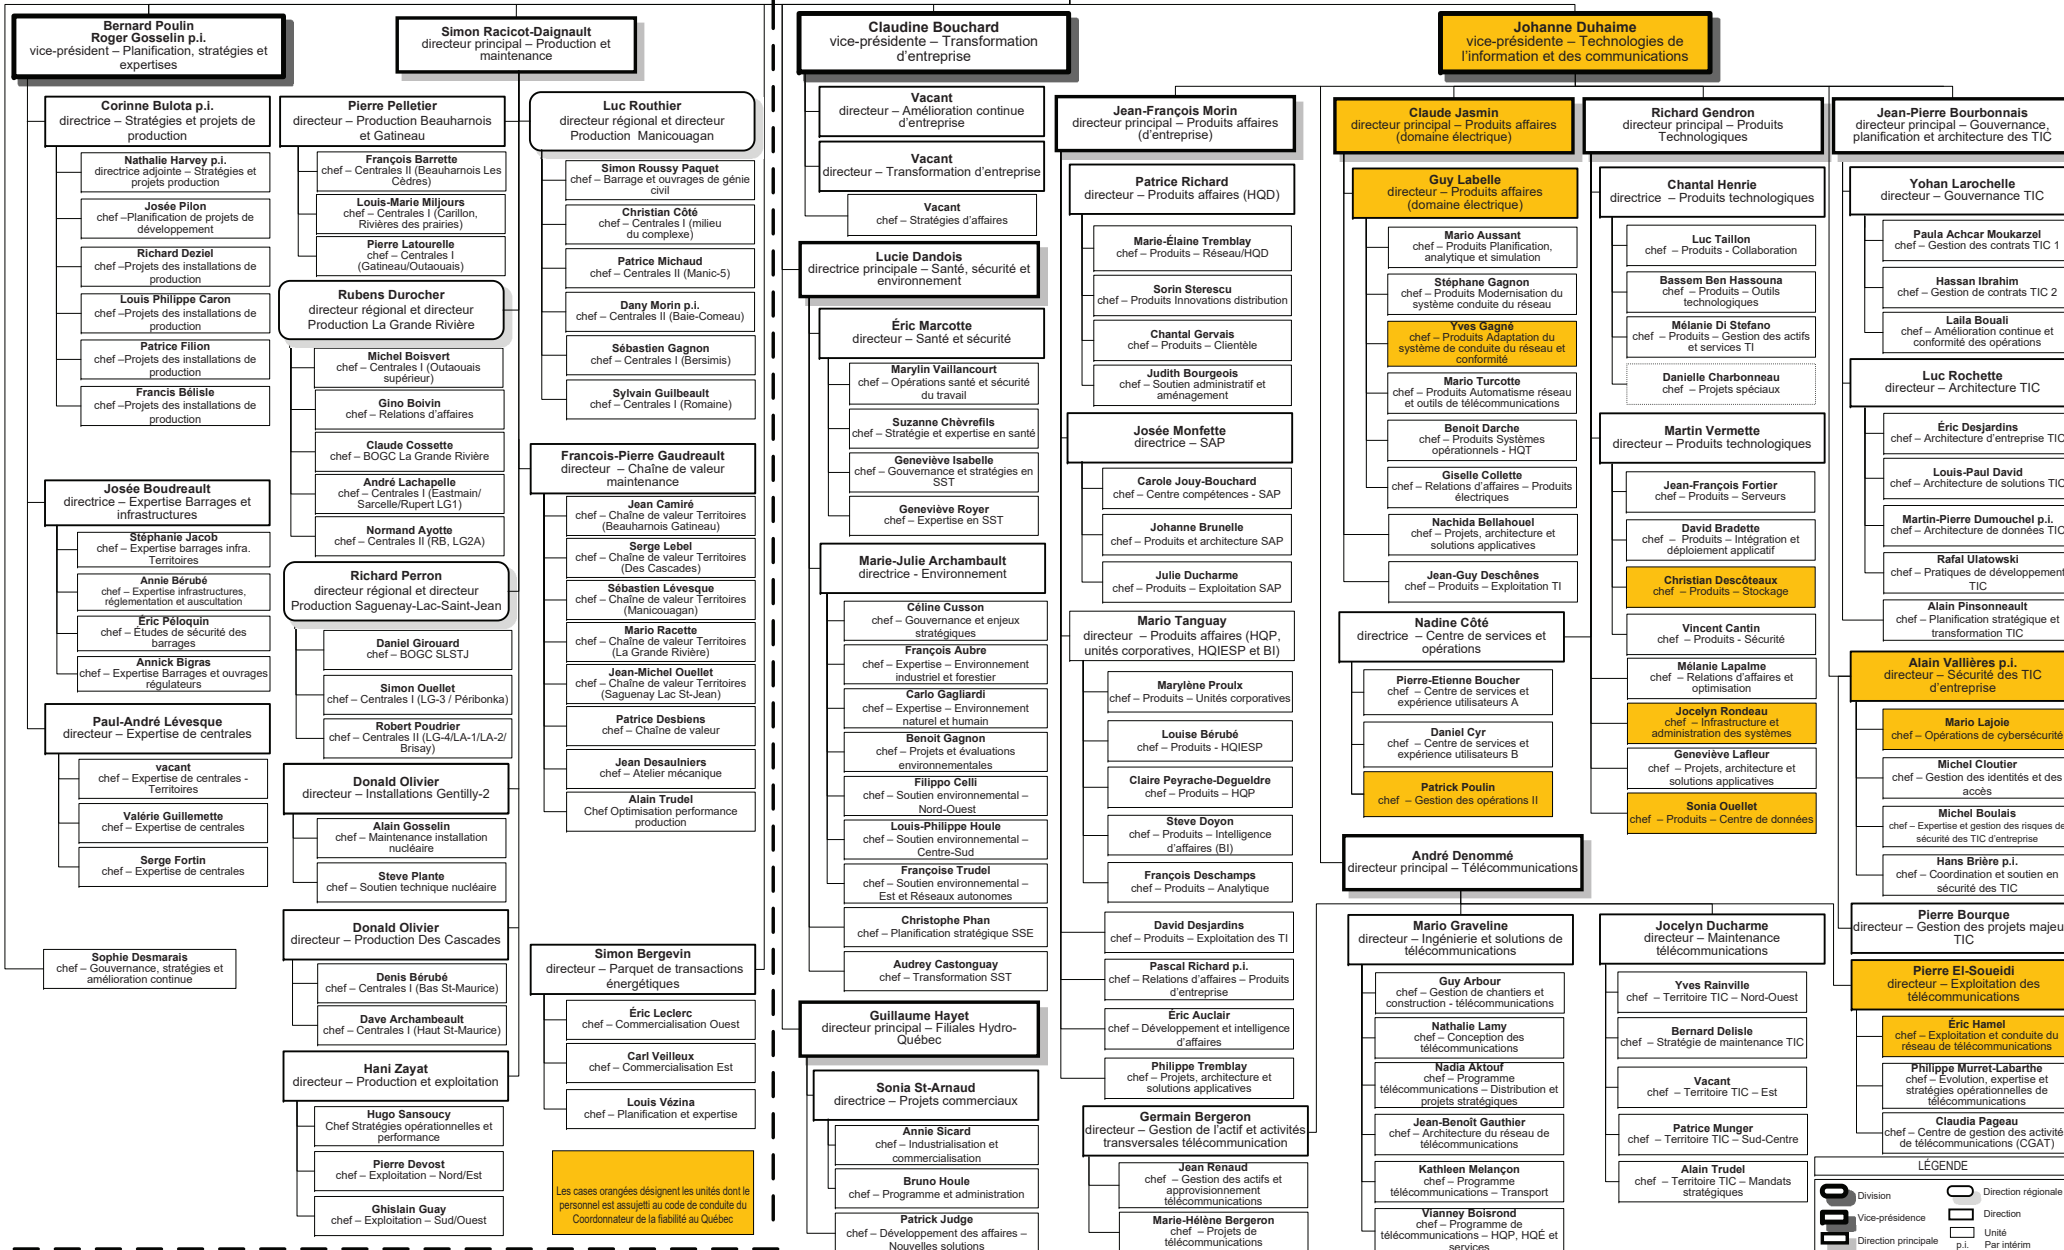 Bernard Poulin
Roger Gosselin p.i.
vice-président – Planification, stratégies et
expertises
Corinne Bulota p.i.
directrice – Stratégies et projets de
production
Nathalie Harvey p.i.
directrice adjointe – Stratégies et
projets production
Josée Pilon
chef –Planification de projets de
développement
Richard Deziel
chef –Projets des installations de
production
Louis Philippe Caron
chef –Projets des installations de
production
Patrice Filion
chef –Projets des installations de
production
Francis Bélisle
chef –Projets des installations de
production
Josée Boudreault
directrice – Expertise Barrages et
infrastructures
Stéphanie Jacob
chef – Expertise barrages infra.
Territoires
Annie Bérubé
chef – Expertise infrastructures,
réglementation et auscultation
Éric Péloquin
chef – Études de sécurité des
barrages
Annick Bigras
chef – Expertise Barrages et ouvrages
régulateurs
Paul-André Lévesque
directeur – Expertise de centrales
vacant
chef – Expertise de centrales -
Territoires
Valérie Guillemette
chef – Expertise de centrales
Serge Fortin
chef – Expertise de centrales
Sophie Desmarais
chef – Gouvernance, stratégies et
amélioration continue
Simon Racicot-Daignault
directeur principal – Production et
maintenance
Pierre Pelletier
directeur – Production Beauharnois
et Gatineau
François Barrette
chef – Centrales II (Beauharnois Les
Cèdres)
Louis-Marie Miljours
chef – Centrales I (Carillon,
Rivières des prairies)
Pierre Latourelle
chef – Centrales I
(Gatineau/Outaouais)
Rubens Durocher
directeur régional et directeur
Production La Grande Rivière
Michel Boisvert
chef – Centrales I (Outaouais
supérieur)
Gino Boivin
chef – Relations d'affaires
Claude Cossette
chef – BOGC La Grande Rivière
André Lachapelle
chef – Centrales I (Eastmain/
Sarcelle/Rupert LG1)
Normand Ayotte
chef – Centrales II (RB, LG2A)
Richard Perron
directeur régional et directeur
Production Saguenay-Lac-Saint-Jean
Daniel Girouard
chef – BOGC SLSTJ
Simon Ouellet
chef – Centrales I (LG-3 / Péribonka)
Robert Poudrier
chef – Centrales II (LG-4/LA-1/LA-2/
Brisay)
Donald Olivier
directeur – Installations Gentilly-2
Alain Gosselin
chef – Maintenance installation
nucléaire
Steve Plante
chef – Soutien technique nucléaire
Donald Olivier
directeur – Production Des Cascades
Denis Bérubé
chef – Centrales I (Bas St-Maurice)
Dave Archambeault
chef – Centrales I (Haut St-Maurice)
Hani Zayat
directeur – Production et exploitation
Hugo Sansoucy
Chef Stratégies opérationnelles et
performance
Pierre Devost
chef – Exploitation – Nord/Est
Ghislain Guay
chef – Exploitation – Sud/Ouest
Luc Routhier
directeur régional et directeur
Production Manicouagan
Simon Roussy Paquet
chef – Barrage et ouvrages de génie
civil
Christian Côté
chef – Centrales I (milieu
du complexe)
Patrice Michaud
chef – Centrales II (Manic-5)
Dany Morin p.i.
chef – Centrales II (Baie-Comeau)
Sébastien Gagnon
chef – Centrales I (Bersimis)
Sylvain Guilbeault
chef – Centrales I (Romaine)
Francois-Pierre Gaudreault
directeur – Chaîne de valeur
maintenance
Jean Camiré
chef – Chaîne de valeur Territoires
(Beauharnois Gatineau)
Serge Lebel
chef – Chaîne de valeur Territoires
(Des Cascades)
Sébastien Lévesque
chef – Chaîne de valeur Territoires
(Manicouagan)
Mario Racette
chef – Chaîne de valeur Territoires
(La Grande Rivière)
Jean-Michel Ouellet
chef – Chaîne de valeur Territoires
(Saguenay Lac St-Jean)
Patrice Desbiens
chef – Chaîne de valeur
Jean Desaulniers
chef – Atelier mécanique
Alain Trudel
Chef Optimisation performance
production
Simon Bergevin
directeur – Parquet de transactions
énergétiques
Éric Leclerc
chef – Commercialisation Ouest
Carl Veilleux
chef – Commercialisation Est
Louis Vézina
chef – Planification et expertise
Les cases orangées désignent les unités dont le
personnel est assujetti au code de conduite du
Coordonnateur de la fiabilité au Québec
Claudine Bouchard
vice-présidente – Transformation
d'entreprise
Vacant
directeur – Amélioration continue
d'entreprise
Vacant
directeur – Transformation d'entreprise
Vacant
chef – Stratégies d'affaires
Lucie Dandois
directrice principale – Santé, sécurité et
environnement
Éric Marcotte
directeur – Santé et sécurité
Marylin Vaillancourt
chef – Opérations santé et sécurité
du travail
Suzanne Chèvrefils
chef – Stratégie et expertise en santé
Geneviève Isabelle
chef – Gouvernance et stratégies en
SST
Geneviève Royer
chef – Expertise en SST
Marie-Julie Archambault
directrice - Environnement
Céline Cusson
chef – Gouvernance et enjeux
stratégiques
François Aubre
chef – Expertise – Environnement
industriel et forestier
Carlo Gagliardi
chef – Expertise – Environnement
naturel et humain
Benoit Gagnon
chef – Projets et évaluations
environnementales
Filippo Celli
chef – Soutien environnemental –
Nord-Ouest
Louis-Philippe Houle
chef – Soutien environnemental –
Centre-Sud
Françoise Trudel
chef – Soutien environnemental –
Est et Réseaux autonomes
Christophe Phan
chef – Planification stratégique SSE
Audrey Castonguay
chef – Transformation SST
Guillaume Hayet
directeur principal – Filiales Hydro-
Québec
Sonia St-Arnaud
directrice – Projets commerciaux
Annie Sicard
chef – Industrialisation et
commercialisation
Bruno Houle
chef – Programme et administration
Patrick Judge
chef – Développement des affaires –
Nouvelles solutions
Johanne Duhaime
vice-présidente – Technologies de
l'information et des communications
Jean-François Morin
directeur principal – Produits affaires
(d'entreprise)
Patrice Richard
directeur – Produits affaires (HQD)
Marie-Élaine Tremblay
chef – Produits – Réseau/HQD
Sorin Sterescu
chef – Produits Innovations distribution
Chantal Gervais
chef – Produits – Clientèle
Judith Bourgeois
chef – Soutien administratif et
aménagement
Josée Monfette
directrice – SAP
Carole Jouy-Bouchard
chef – Centre compétences - SAP
Johanne Brunelle
chef – Produits et architecture SAP
Julie Ducharme
chef – Produits – Exploitation SAP
Mario Tanguay
directeur – Produits affaires (HQP,
unités corporatives, HQIESP et BI)
Marylène Proulx
chef – Produits – Unités corporatives
Louise Bérubé
chef – Produits - HQIESP
Claire Peyrache-Degueldre
chef – Produits – HQP
Steve Doyon
chef – Produits – Intelligence
d'affaires (BI)
François Deschamps
chef – Produits – Analytique
David Desjardins
chef – Produits – Exploitation des TI
Pascal Richard p.i.
chef – Relations d'affaires – Produits
d'entreprise
Éric Auclair
chef – Développement et intelligence
d'affaires
Philippe Tremblay
chef – Projets, architecture et
solutions applicatives
Germain Bergeron
directeur – Gestion de l'actif et activités
transversales télécommunication
Jean Renaud
chef – Gestion des actifs et
approvisionnement
télécommunications
Marie-Hélène Bergeron
chef – Projets de
télécommunications
Claude Jasmin
directeur principal – Produits affaires
(domaine électrique)
Guy Labelle
directeur – Produits affaires
(domaine électrique)
Mario Aussant
chef – Produits Planification,
analytique et simulation
Stéphane Gagnon
chef – Produits Modernisation du
système conduite du réseau
Yves Gagné
chef – Produits Adaptation du
système de conduite du réseau et
conformité
Mario Turcotte
chef – Produits Automatisme réseau
et outils de télécommunications
Benoit Darche
chef – Produits Systèmes
opérationnels - HQT
Giselle Collette
chef – Relations d'affaires – Produits
électriques
Nachida Bellahouel
chef – Projets, architecture et
solutions applicatives
Jean-Guy Deschênes
chef – Produits – Exploitation TI
Nadine Côté
directrice – Centre de services et
opérations
Pierre-Etienne Boucher
chef – Centre de services et
expérience utilisateurs A
Daniel Cyr
chef – Centre de services et
expérience utilisateurs B
Patrick Poulin
chef – Gestion des opérations II
André Denommé
directeur principal – Télécommunications
Mario Graveline
directeur – Ingénierie et solutions de
télécommunications
Guy Arbour
chef – Gestion de chantiers et
construction - télécommunications
Nathalie Lamy
chef – Conception des
télécommunications
Nadia Aktouf
chef – Programme
télécommunications – Distribution et
projets stratégiques
Jean-Benoît Gauthier
chef – Architecture du réseau de
télécommunications
Kathleen Melançon
chef – Programme
télécommunications – Transport
Vianney Boisrond
chef – Programme de
télécommunications – HQP, HQÉ et
services
Richard Gendron
directeur principal – Produits
Technologiques
Chantal Henrie
directrice – Produits technologiques
Luc Taillon
chef – Produits - Collaboration
Bassem Ben Hassouna
chef – Produits – Outils
technologiques
Mélanie Di Stefano
chef – Produits – Gestion des actifs
et services TI
Danielle Charbonneau
chef – Projets spéciaux
Martin Vermette
directeur – Produits technologiques
Jean-François Fortier
chef – Produits – Serveurs
David Bradette
chef – Produits – Intégration et
déploiement applicatif
Christian Descôteaux
chef – Produits – Stockage
Vincent Cantin
chef – Produits - Sécurité
Mélanie Lapalme
chef – Relations d'affaires et
optimisation
Jocelyn Rondeau
chef – Infrastructure et
administration des systèmes
Geneviève Lafleur
chef – Projets, architecture et
solutions applicatives
Sonia Ouellet
chef – Produits – Centre de données
Jocelyn Ducharme
directeur – Maintenance
télécommunications
Yves Rainville
chef – Territoire TIC – Nord-Ouest
Bernard Delisle
chef – Stratégie de maintenance TIC
Vacant
chef – Territoire TIC – Est
Patrice Munger
chef – Territoire TIC – Sud-Centre
Alain Trudel
chef – Territoire TIC – Mandats
stratégiques
Jean-Pierre Bourbonnais
directeur principal – Gouvernance,
planification et architecture des TIC
Yohan Larochelle
directeur – Gouvernance TIC
Paula Achcar Moukarzel
chef – Gestion des contrats TIC 1
Hassan Ibrahim
chef – Gestion de contrats TIC 2
Laila Bouali
chef – Amélioration continue et
conformité des opérations
Luc Rochette
directeur – Architecture TIC
Éric Desjardins
chef – Architecture d'entreprise TIC
Louis-Paul David
chef – Architecture de solutions TIC
Martin-Pierre Dumouchel p.i.
chef – Architecture de données TIC
Rafal Ulatowski
chef – Pratiques de développement
TIC
Alain Pinsonneault
chef – Planification stratégique et
transformation TIC
Alain Vallières p.i.
directeur – Sécurité des TIC
d'entreprise
Mario Lajoie
chef – Opérations de cybersécurité
Michel Cloutier
chef – Gestion des identités et des
accès
Michel Boulais
chef – Expertise et gestion des risques de
sécurité des TIC d'entreprise
Hans Brière p.i.
chef – Coordination et soutien en
sécurité des TIC
Pierre Bourque
directeur – Gestion des projets majeu
TIC
Pierre El-Soueidi
directeur – Exploitation des
télécommunications
Éric Hamel
chef – Exploitation et conduite du
réseau de télécommunications
Philippe Murret-Labarthe
chef – Évolution, expertise et
stratégies opérationnelles de
télécommunications
Claudia Pageau
chef – Centre de gestion des activité
de télécommunications (CGAT)
LÉGENDE
Division
Direction régionale
Vice-présidence
Direction
Direction principale
Unité
p.i. Par intérim